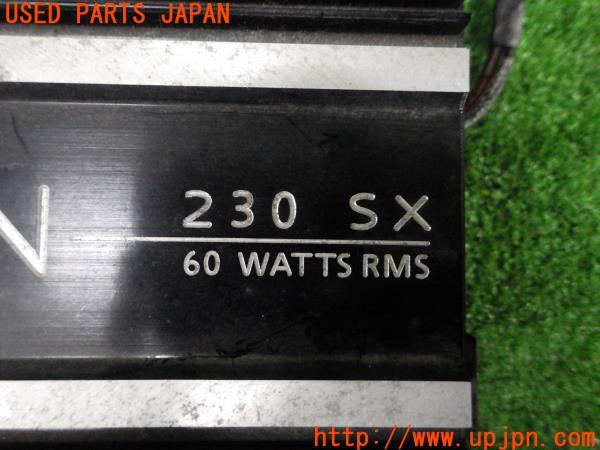 USED PARTS JAPAN
N 230 SX
60 WATTS RMS
http://www.upjpn.com